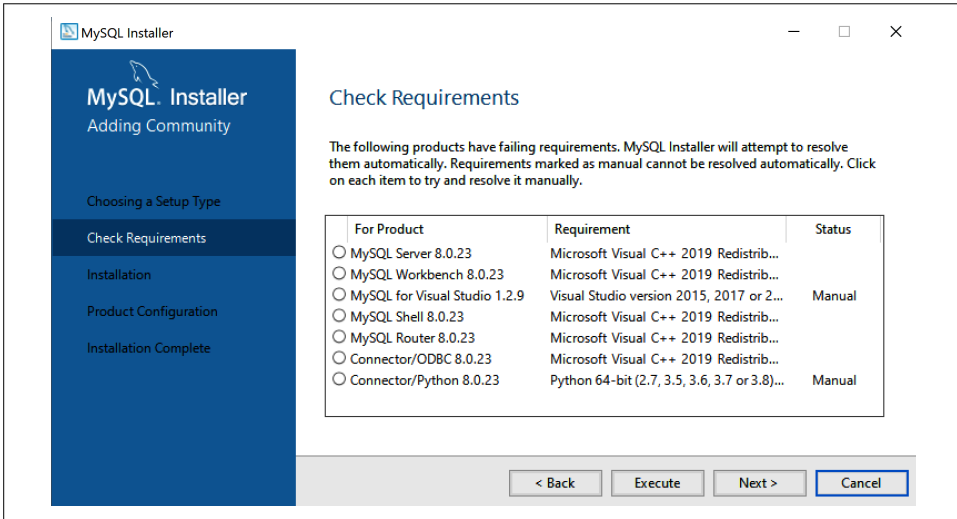 MySQL Installer
MySQL. Installer
Adding Community
Choosing a Setup Type
Check Requirements
Installation
Product Configuration
Installation Complete
Check Requirements
The following products have failing requirements. MySQL Installer will attempt to resolve
them automatically. Requirements marked as manual cannot be resolved automatically. Click
on each item to try and resolve it manually.
For Product Requirement Status
MySQL Server 8.0.23 Microsoft Visual C++ 2019 Redistrib...
MySQL Workbench 8.0.23 Microsoft Visual C++ 2019 Redistrib...
MySQL for Visual Studio 1.2.9 Visual Studio version 2015, 2017 or 2... Manual
MySQL Shell 8.0.23 Microsoft Visual C++ 2019 Redistrib...
MySQL Router 8.0.23 Microsoft Visual C++ 2019 Redistrib...
Connector/ODBC 8.0.23 Microsoft Visual C++ 2019 Redistrib...
Connector/Python 8.0.23 Python 64-bit (2.7, 3.5, 3.6, 3.7 or 3.8)... Manual
< Back Execute Next > Cancel